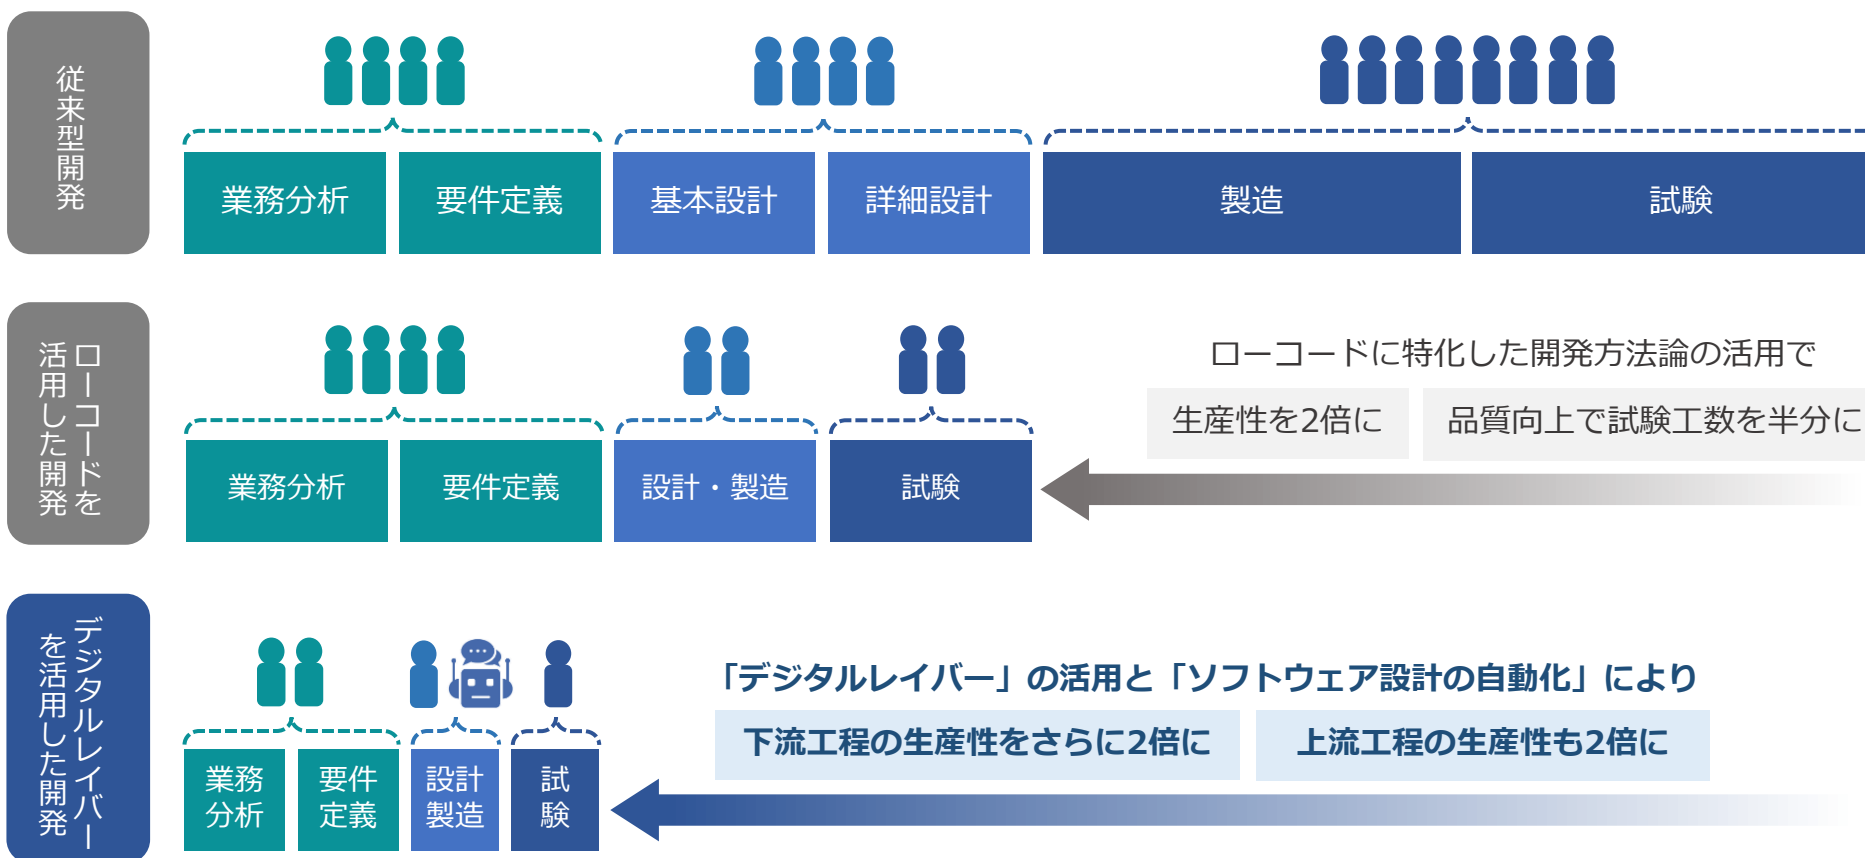 従来型開発
業務分析
要件定義
基本設計
詳細設計
製造
試験
ローコードを
活用した開発
業務分析
要件定義
設計・製造
試験
ローコードに特化した開発方法論の活用で
生産性を2倍に
品質向上で試験工数を半分に
デジタルレイバー
を活用した開発
業務
分析
要件
定義
設計
製造
試
験
「デジタルレイバー」の活用と「ソフトウェア設計の自動化」により
下流工程の生産性をさらに2倍に
上流工程の生産性も2倍に